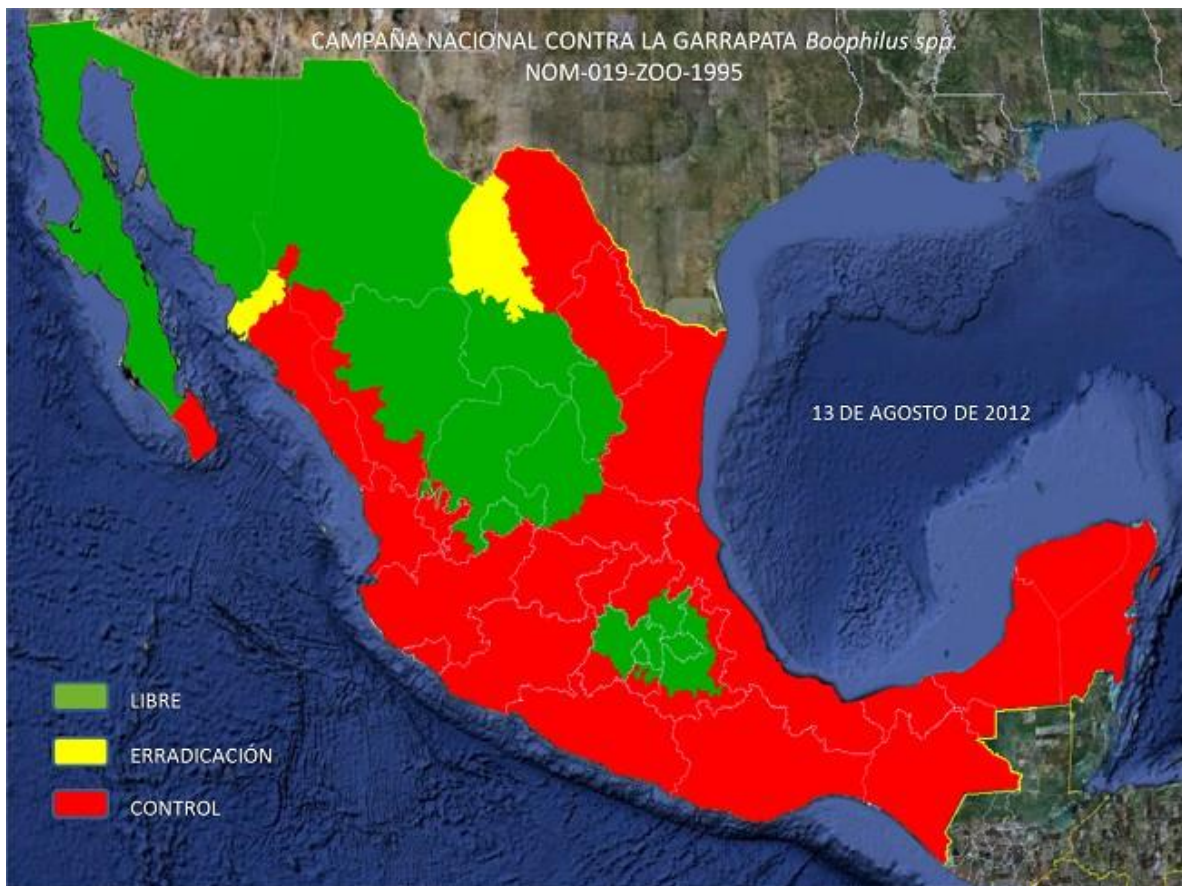 CAMPAÑA NACIONAL CONTRA LA GARRAPATA Boophilus spp.
NOM-019-ZOO-1995
13 DE AGOSTO DE 2012
LIBRE
ERRADICACIÓN
CONTROL